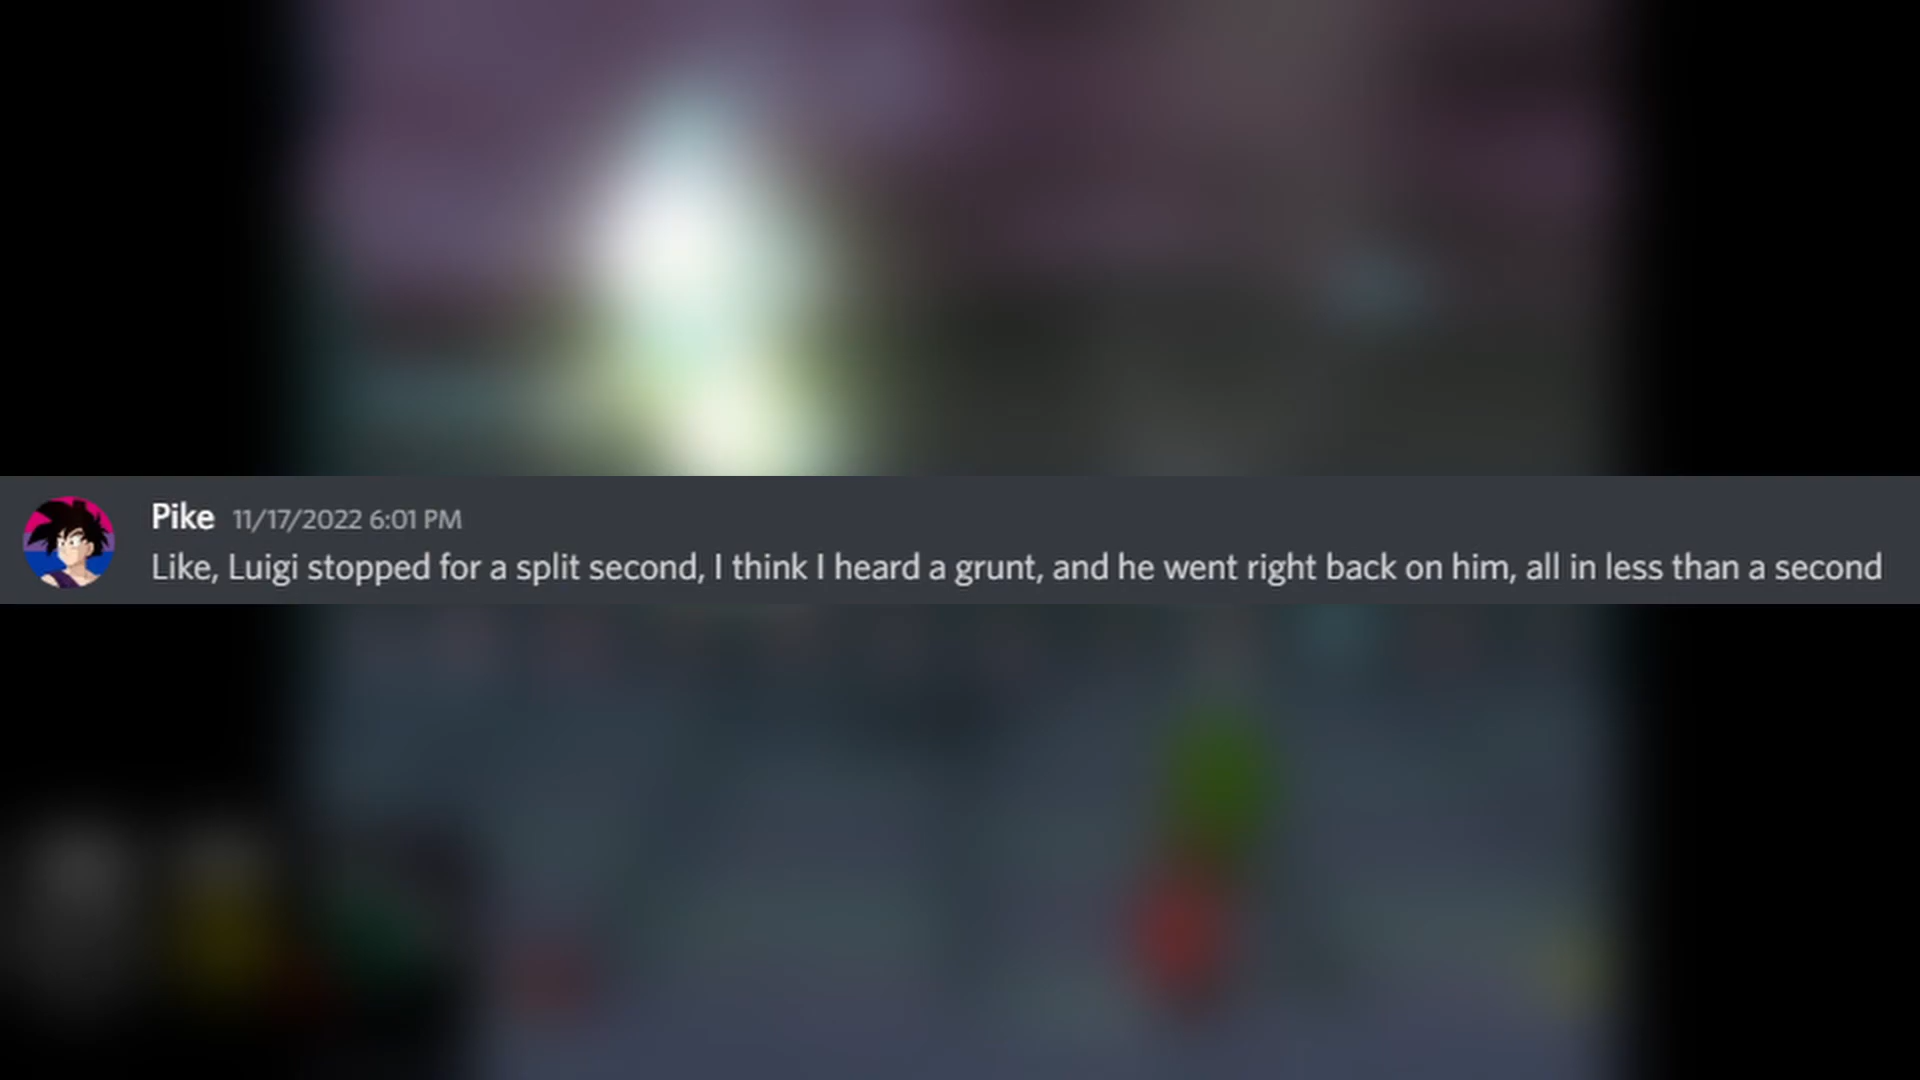 Pike 11/17/2022 6:01 PM
Like, Luigi stopped for a split second, I think I heard a grunt, and he went right back on him, all in less than a second